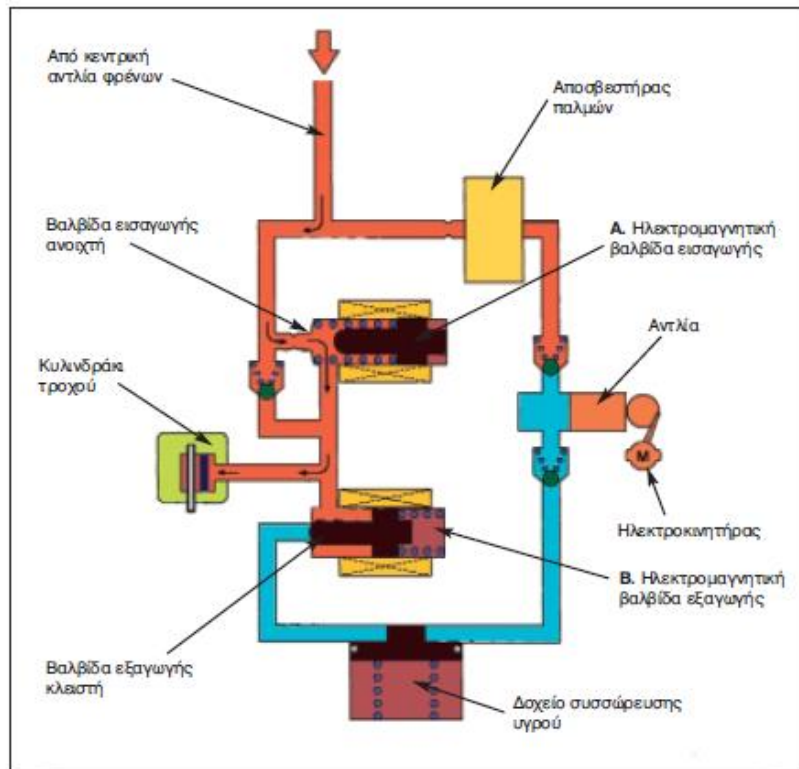 Από κεντρική
αντλία φρένων
Αποσβεστήρας
παλμών
Βαλβίδα εισαγωγής
ανοιχτή
Α. Ηλεκτρομαγνητική
βαλβίδα εισαγωγής
Αντλία
Κυλινδράκι
τροχού
M
Ηλεκτροκινητήρας
Β. Ηλεκτρομαγνητική
βαλβίδα εξαγωγής
Βαλβίδα εξαγωγής
κλειστή
Δοχείο συσσώρευσης
υγρού